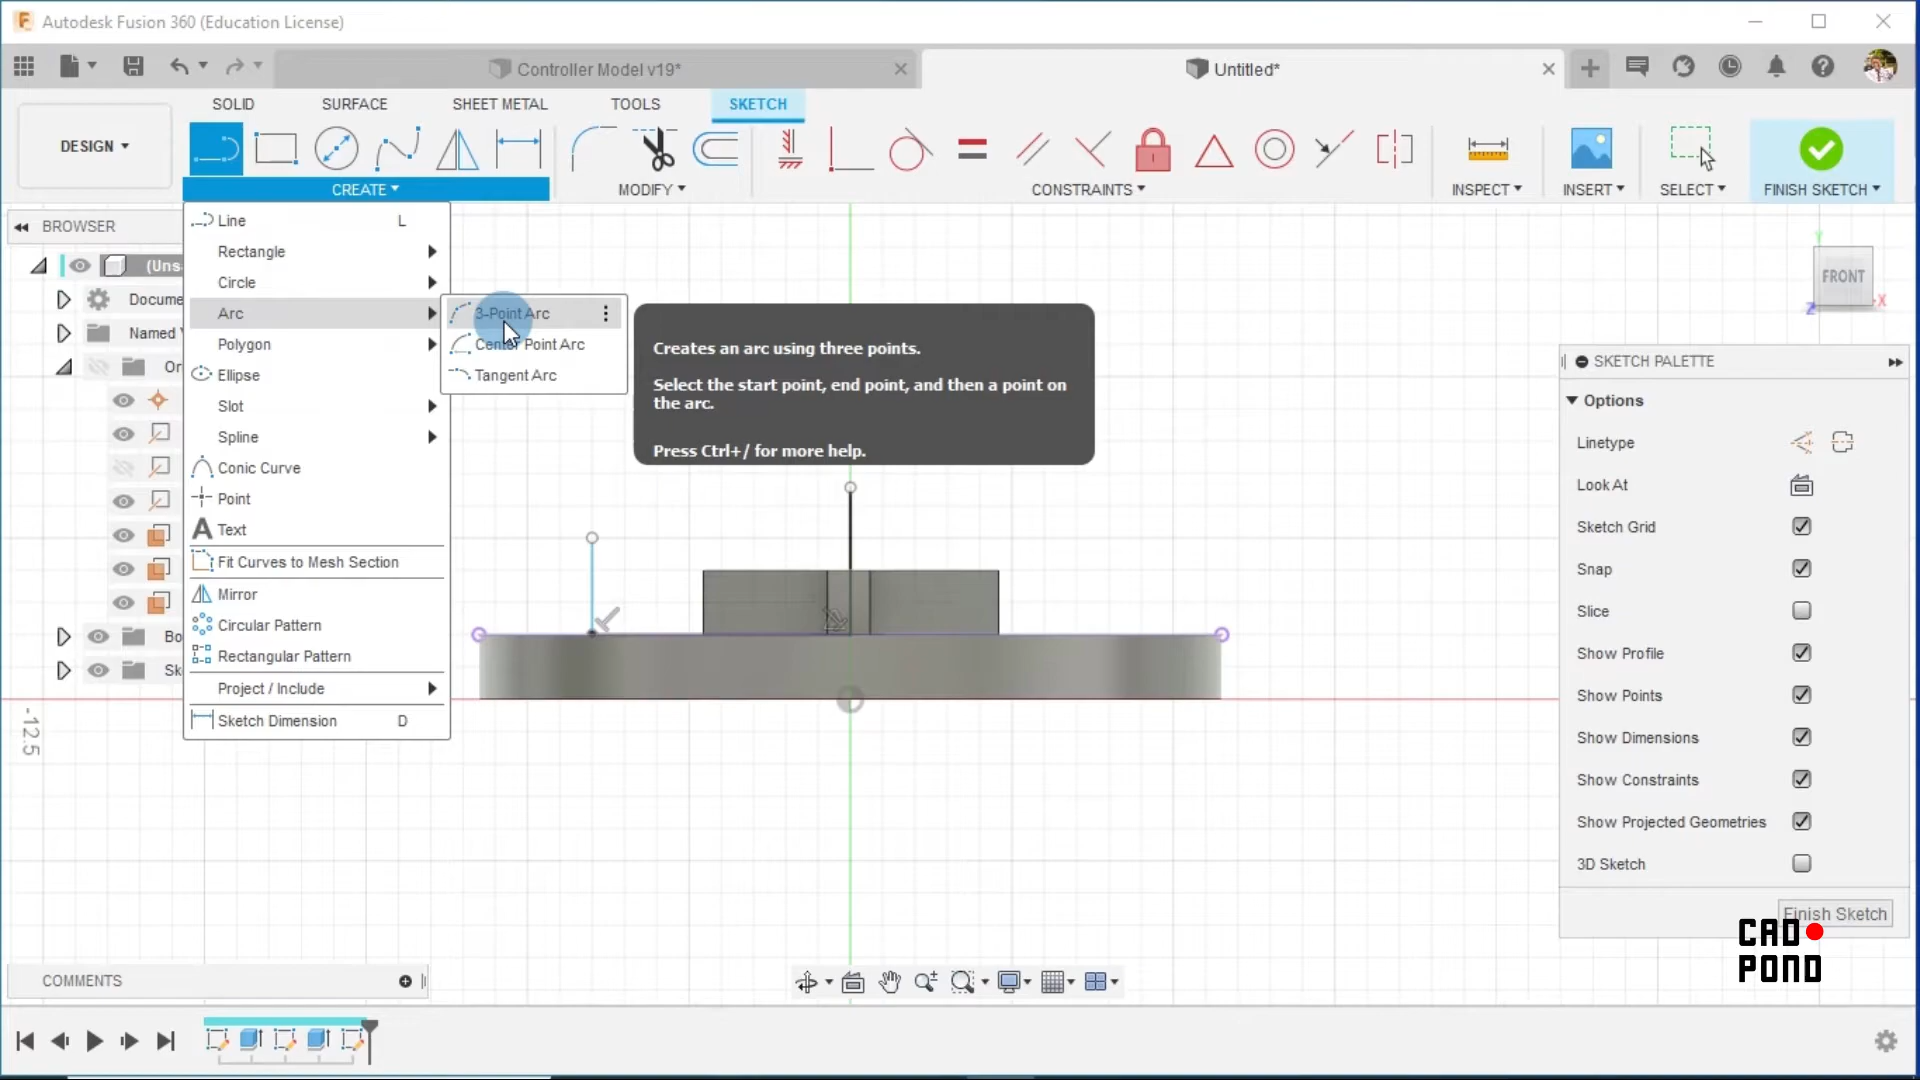 Autodesk Fusion 360 (Education License)
Controller Model v19*
Untitled*
DESIGN
SOLID
SURFACE
SHEET METAL
TOOLS
SKETCH
CREATE
MODIFY
CONSTRAINTS
INSPECT
INSERT
SELECT
FINISH SKETCH
BROWSER
(Uns
Docume
Named V
Or
Bo
Sk
Line L
Rectangle
Circle
Arc
Polygon
Ellipse
Slot
Spline
Conic Curve
Point
Text
Fit Curves to Mesh Section
Mirror
Circular Pattern
Rectangular Pattern
Project / Include
Sketch Dimension D
3-Point Arc
Center Point Arc
Tangent Arc
Creates an arc using three points.
Select the start point, end point, and then a point on
the arc.
Press Ctrl+/ for more help.
FRONT
Y
X
Z
-12.5
SKETCH PALETTE
Options
Linetype
Look At
Sketch Grid
Snap
Slice
Show Profile
Show Points
Show Dimensions
Show Constraints
Show Projected Geometries
3D Sketch
Finish Sketch
CAD
POND
COMMENTS